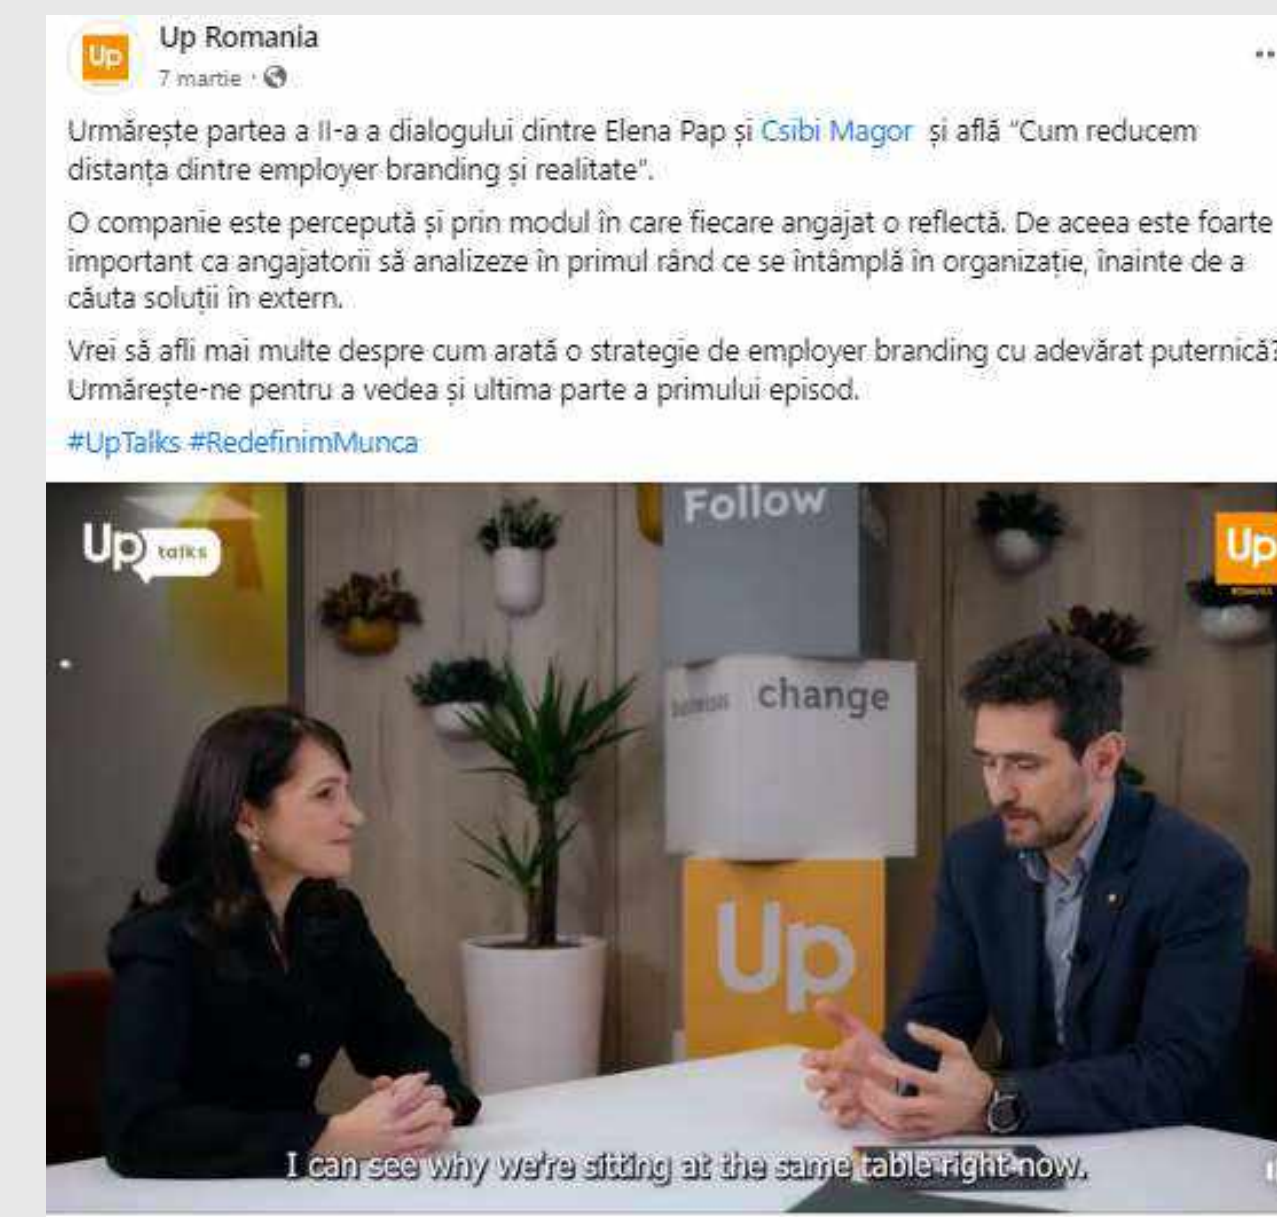 Up
Up Romania
7 martie ·
Urmărește partea a II-a a dialogului dintre Elena Pap și Csibi Magor și află “Cum reducem
distanța dintre employer branding și realitate”.
O companie este percepută și prin modul în care fiecare angajat o reflectă. De aceea este foarte
important ca angajatorii să analizeze în primul rând ce se întâmplă în organizație, înainte de a
căuta soluții în extern.
Vrei să afli mai multe despre cum arată o strategie de employer branding cu adevărat puternică?
Urmărește-ne pentru a vedea și ultima parte a primului episod.
#UpTalks #RedefinimMunca
Follow
Up talks
Up
change
Up
I can see why we're sitting at the same table right now.